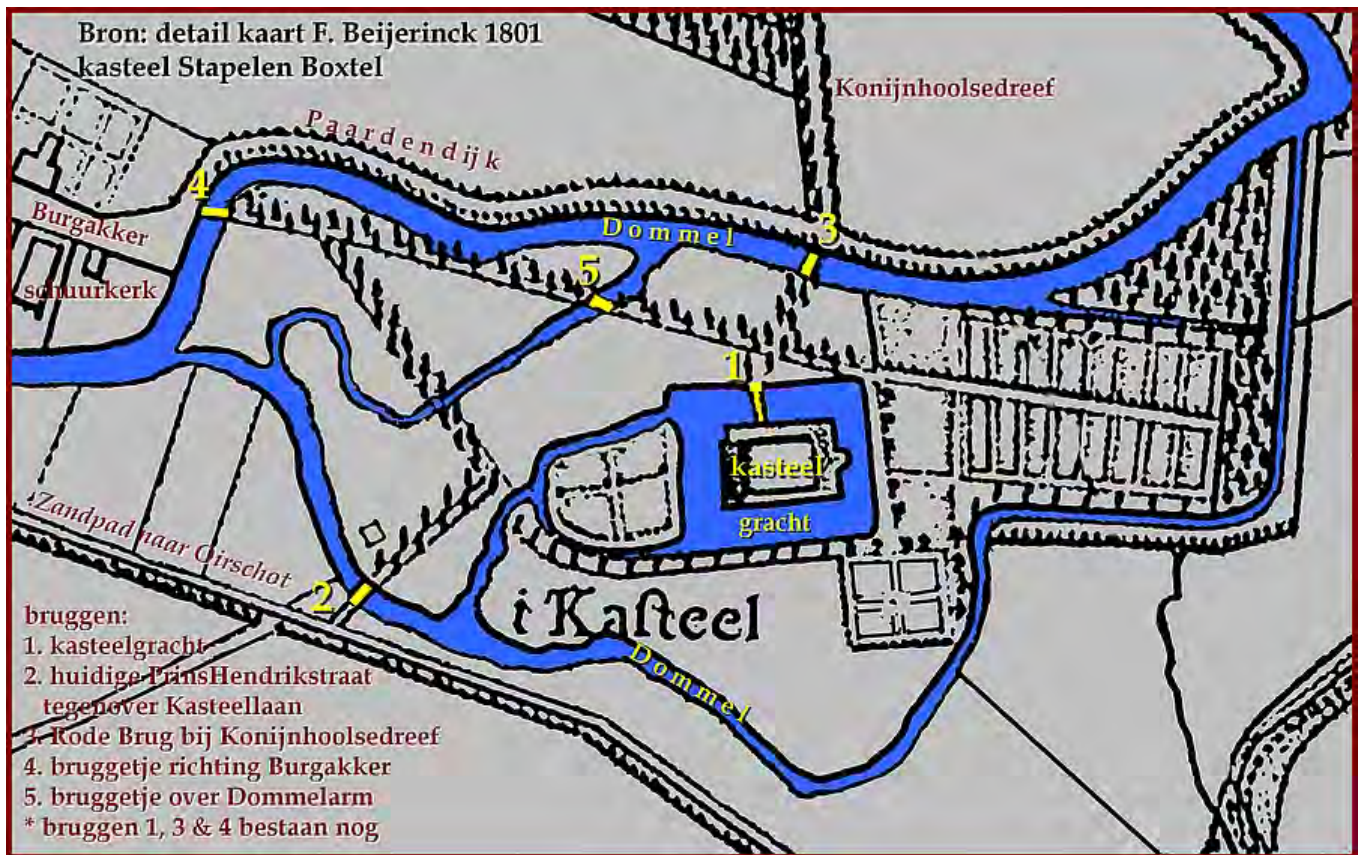 Bron: detail kaart F. Beijerinck 1801
kasteel Stapelen Boxtel
Konijnhoolsedreef
Paardendijk
4
Burgakker
Dommel
3
5
schuurkerk
1
kasteel
gracht
Zandpad naar Oirschot
2
't Kasteel
Dommel
bruggen:
1. kasteelgracht
2. huidige PrinsHendrikstraat
tegenover Kasteellaan
3. Rode Brug bij Konijnhoolsedreef
4. bruggetje richting Burgakker
5. bruggetje over Dommelarm
* bruggen 1, 3 & 4 bestaan nog